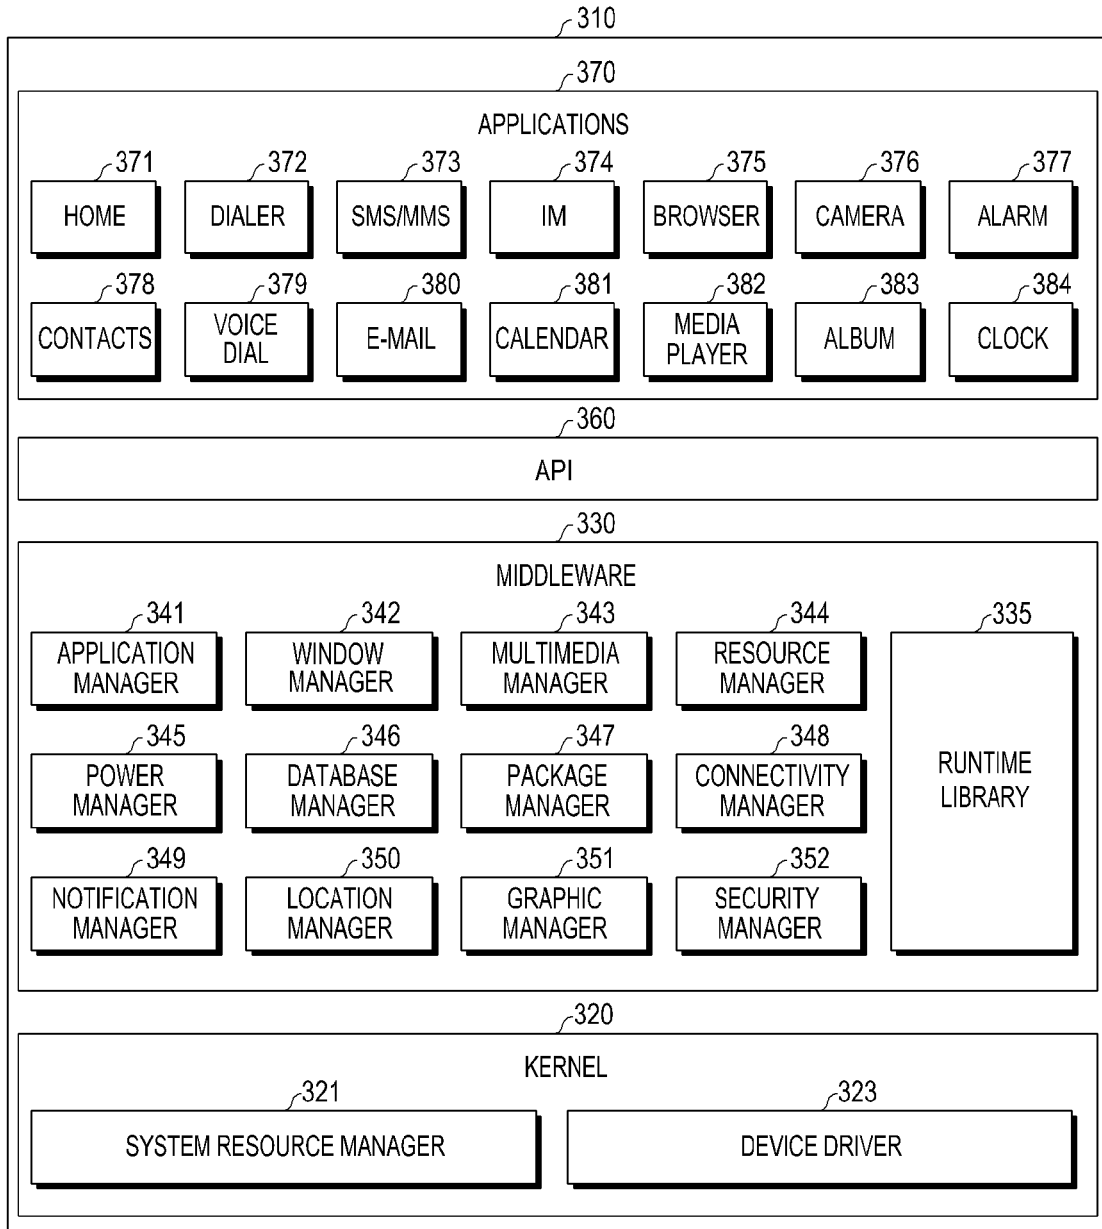 310
370
APPLICATIONS
371 372 373 374 375 376 377
HOME DIALER SMS/MMS IM BROWSER CAMERA ALARM
378 379 380 381 382 383 384
CONTACTS
VOICE
DIAL
E-MAIL
CALENDAR
MEDIA
PLAYER
ALBUM
CLOCK
360
API
330
MIDDLEWARE
341 342 343 344 335
APPLICATION
MANAGER
WINDOW
MANAGER
MULTIMEDIA
MANAGER
RESOURCE
MANAGER
345 346 347 348
POWER
MANAGER
DATABASE
MANAGER
PACKAGE
MANAGER
CONNECTIVITY
MANAGER
RUNTIME
LIBRARY
349 350 351 352
NOTIFICATION
MANAGER
LOCATION
MANAGER
GRAPHIC
MANAGER
SECURITY
MANAGER
320
KERNEL
321 323
SYSTEM RESOURCE MANAGER
DEVICE DRIVER